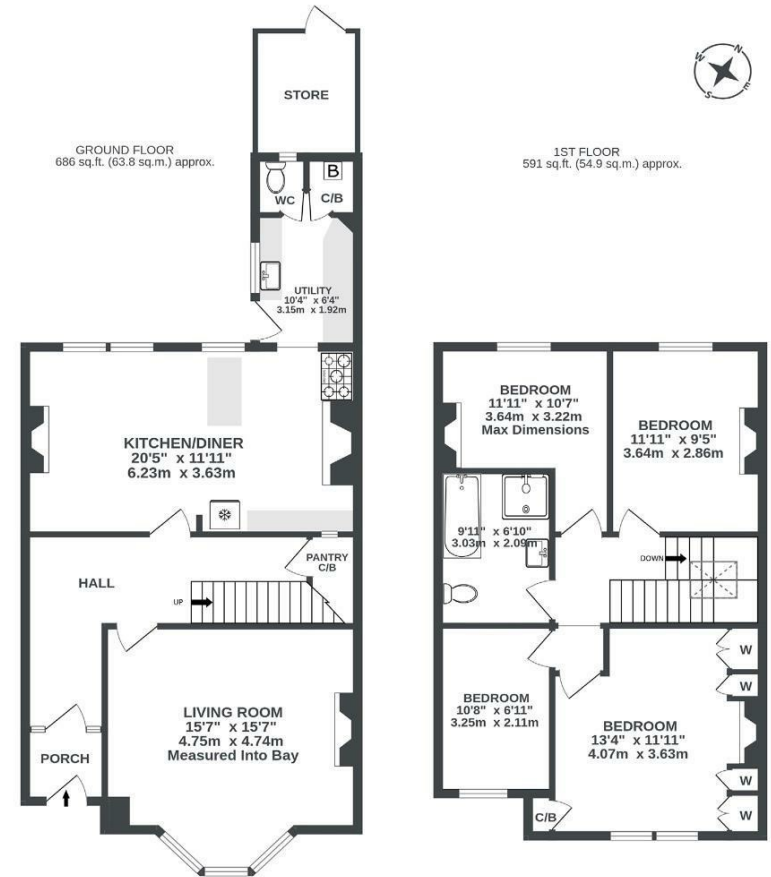 GROUND FLOOR
686 sq.ft. (63.8 sq.m.) approx.
STORE
WC
B
C/B
UTILITY
10'4" x 6'4"
3.15m x 1.92m
KITCHEN/DINER
20'5" x 11'11"
6.23m x 3.63m
PANTRY
C/B
HALL
UP
LIVING ROOM
15'7" x 15'7"
4.75m x 4.74m
Measured Into Bay
PORCH
N
W
E
S
1ST FLOOR
591 sq.ft. (54.9 sq.m.) approx.
BEDROOM
11'11" x 10'7"
3.64m x 3.22m
Max Dimensions
BEDROOM
11'11" x 9'5"
3.64m x 2.86m
9'11" x 6'10"
3.03m x 2.09m
DOWN
BEDROOM
10'8" x 6'11"
3.25m x 2.11m
BEDROOM
13'4" x 11'11"
4.07m x 3.63m
W
W
W
W
C/B